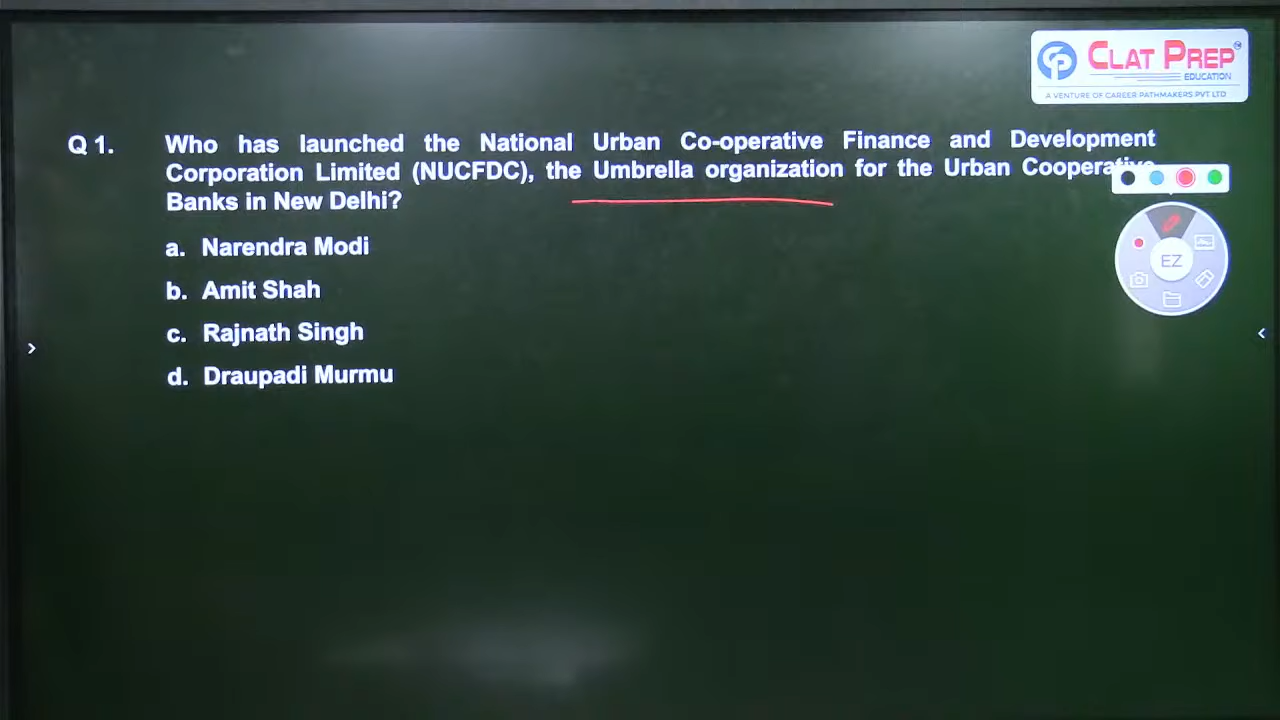 CLAT PREP
EDUCATION
A VENTURE OF CAREER PATHMAKERS PVT LTD
Q 1. Who has launched the National Urban Co-operative Finance and Development
Corporation Limited (NUCFDC), the Umbrella organization for the Urban Cooperative
Banks in New Delhi?
a. Narendra Modi
b. Amit Shah
c. Rajnath Singh
d. Draupadi Murmu
EZ